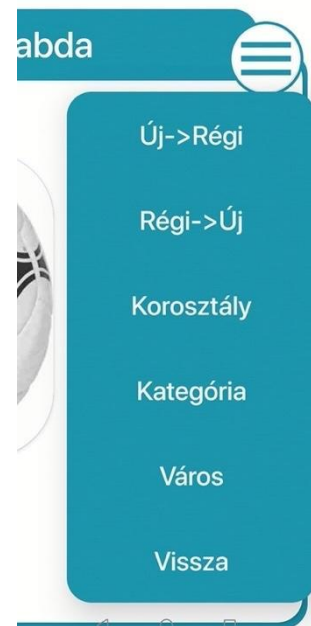 abda
Új->Régi
Régi->Új
Korosztály
Kategória
Város
Vissza